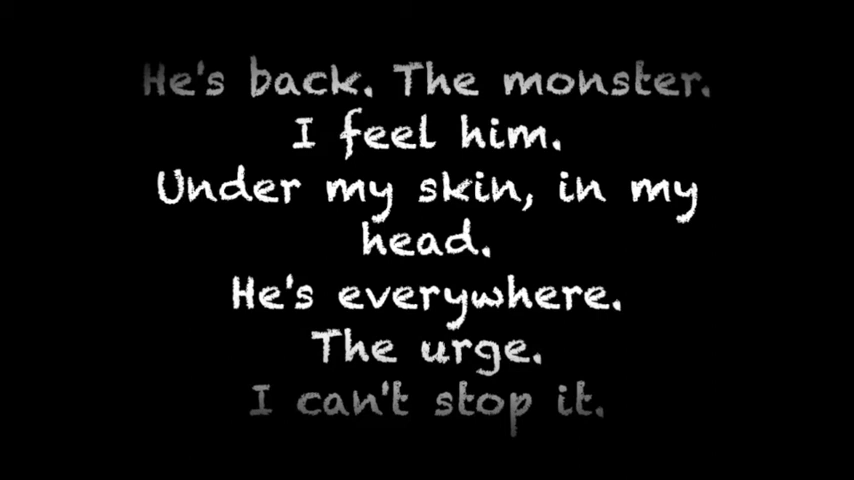 He's back. The monster.
I feel him.
Under my skin, in my
head.
He's everywhere.
The urge.
I can't stop it.